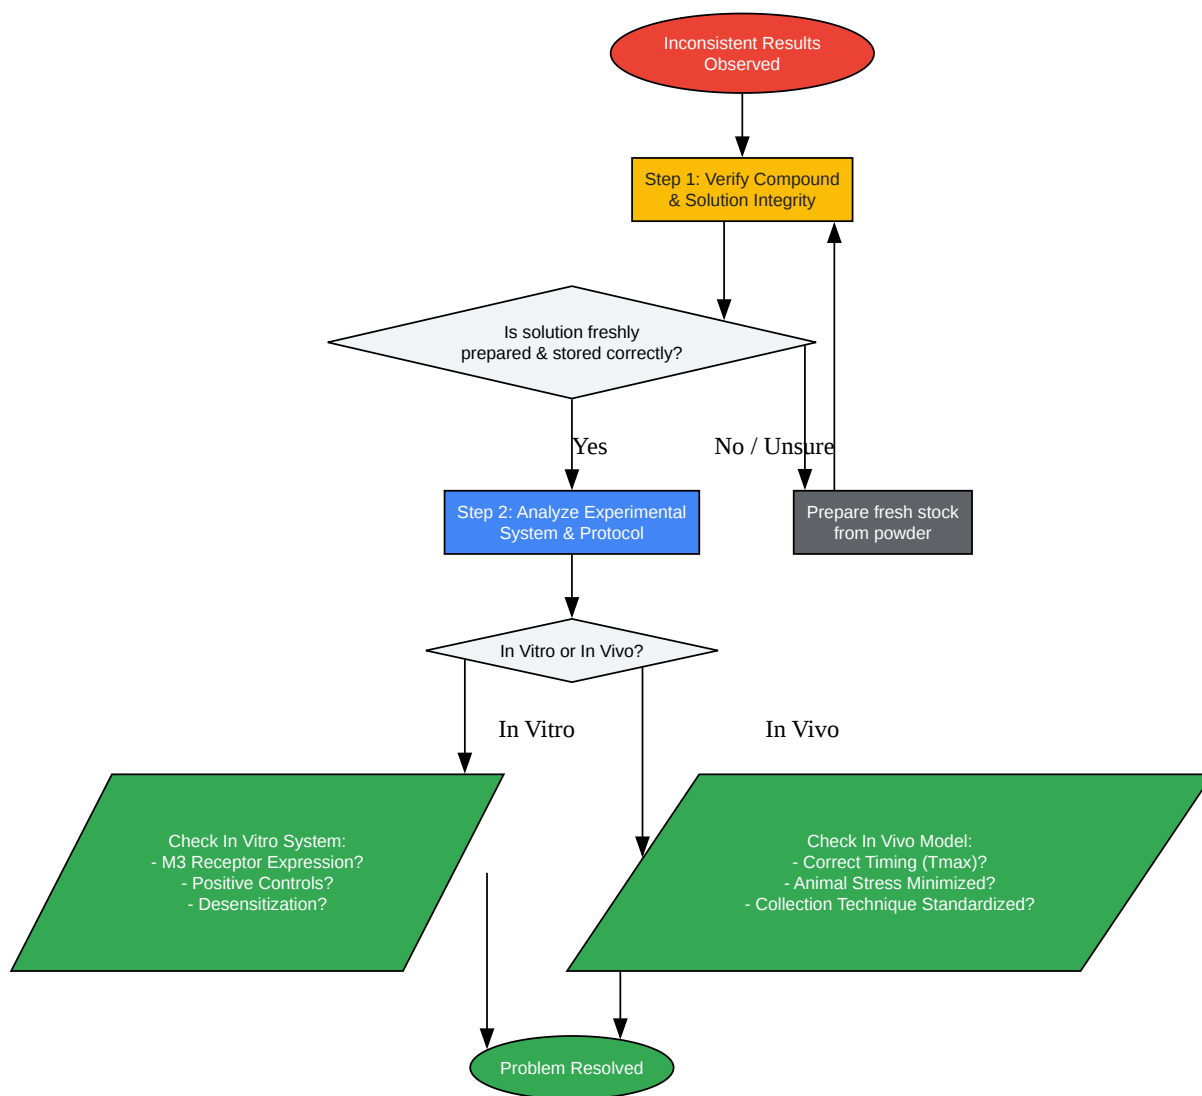 Inconsistent Results
Observed
Step 1: Verify Compound
& Solution Integrity
Is solution freshly
prepared & stored correctly?
Yes
No / Unsure
Step 2: Analyze Experimental
System & Protocol
Prepare fresh stock
from powder
In Vitro or In Vivo?
In Vitro
In Vivo
Check In Vitro System:
- M3 Receptor Expression?
- Positive Controls?
- Desensitization?
Check In Vivo Model:
- Correct Timing (Tmax)?
- Animal Stress Minimized?
- Collection Technique Standardized?
Problem Resolved